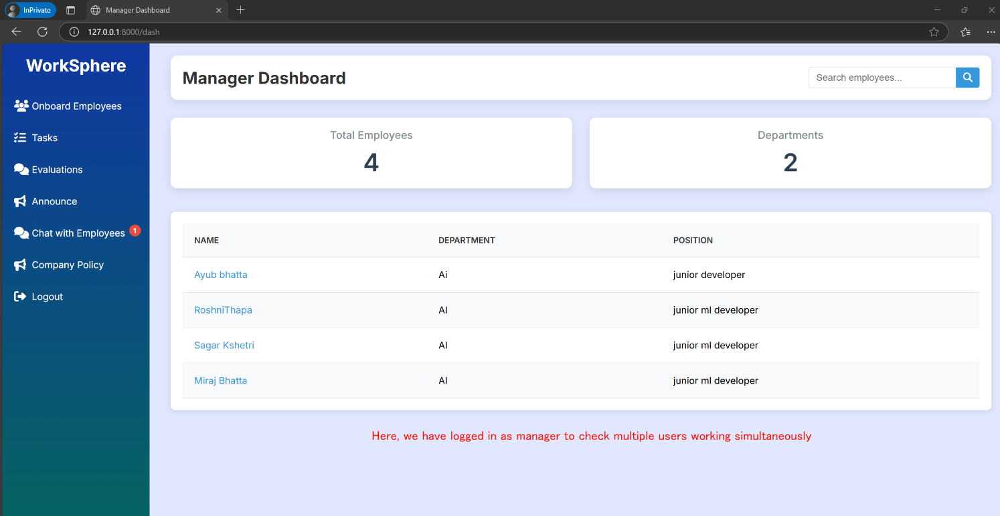 InPrivate
Manager Dashboard
127.0.0.1:8000/dash
WorkSphere
Onboard Employees
Tasks
Evaluations
Announce
Chat with Employees 1
Company Policy
Logout
Manager Dashboard
Search employees...
Total Employees
4
Departments
2
NAME DEPARTMENT POSITION
Ayub bhatta Ai junior developer
RoshniThapa AI junior ml developer
Sagar Kshetri AI junior ml developer
Miraj Bhatta AI junior ml developer
Here, we have logged in as manager to check multiple users working simultaneously